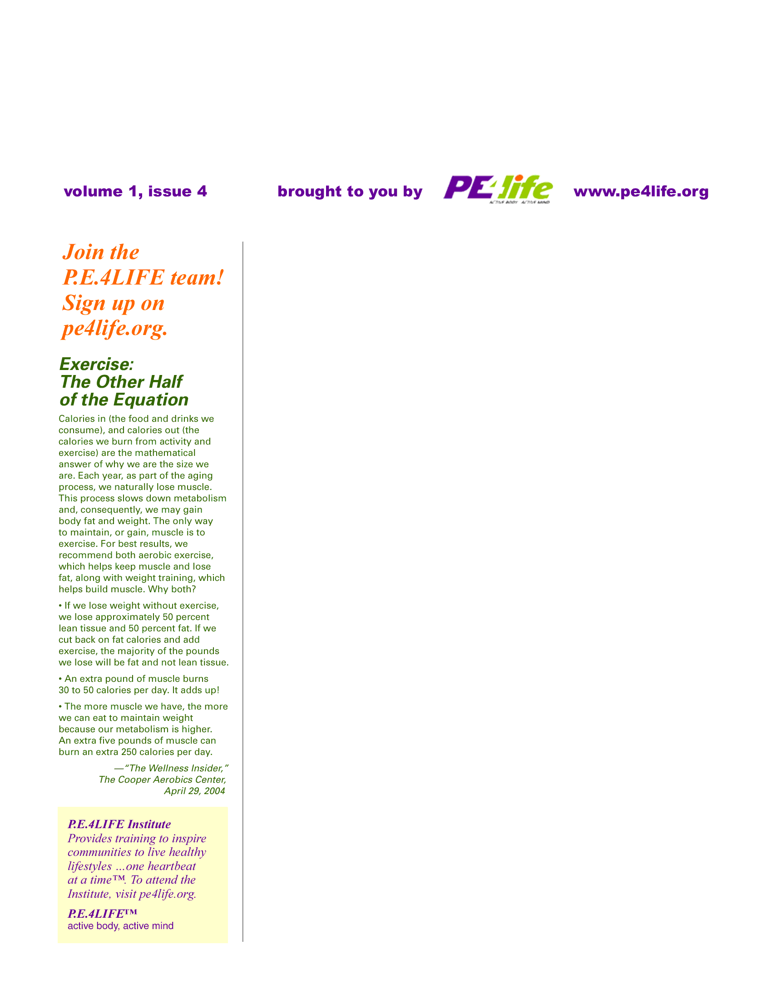 volume 1, issue 4 brought to you by PE4life www.pe4life.org
ACTIVE BODY ACTIVE MIND
Join the
P.E.4LIFE team!
Sign up on
pe4life.org.
Exercise:
The Other Half
of the Equation
Calories in (the food and drinks we
consume), and calories out (the
calories we burn from activity and
exercise) are the mathematical
answer of why we are the size we
are. Each year, as part of the aging
process, we naturally lose muscle.
This process slows down metabolism
and, consequently, we may gain
body fat and weight. The only way
to maintain, or gain, muscle is to
exercise. For best results, we
recommend both aerobic exercise,
which helps keep muscle and lose
fat, along with weight training, which
helps build muscle. Why both?
• If we lose weight without exercise,
we lose approximately 50 percent
lean tissue and 50 percent fat. If we
cut back on fat calories and add
exercise, the majority of the pounds
we lose will be fat and not lean tissue.
• An extra pound of muscle burns
30 to 50 calories per day. It adds up!
• The more muscle we have, the more
we can eat to maintain weight
because our metabolism is higher.
An extra five pounds of muscle can
burn an extra 250 calories per day.
—“The Wellness Insider,”
The Cooper Aerobics Center,
April 29, 2004
P.E.4LIFE Institute
Provides training to inspire
communities to live healthy
lifestyles …one heartbeat
at a time™. To attend the
Institute, visit pe4life.org.
P.E.4LIFE™
active body, active mind